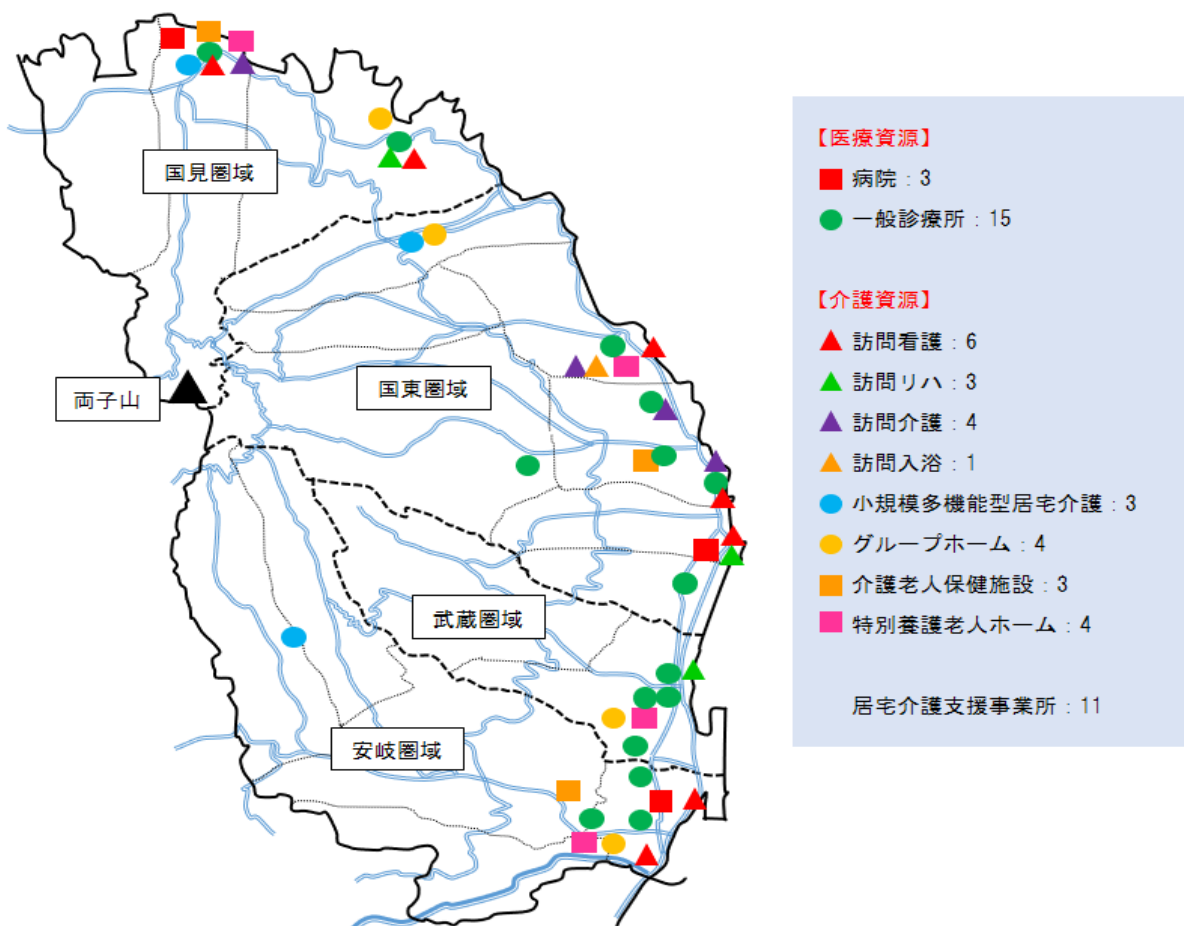 国見圏域
両子山
国東圏域
武蔵圏域
安岐圏域
【医療資源】
病院：3
一般診療所：15
【介護資源】
訪問看護：6
訪問リハ：3
訪問介護：4
訪問入浴：1
小規模多機能型居宅介護：3
グループホーム：4
介護老人保健施設：3
特別養護老人ホーム：4
居宅介護支援事業所：11